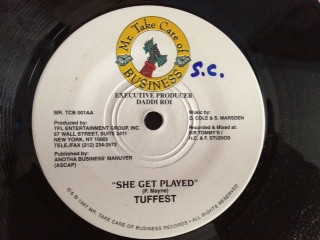 Mr. Take Care of
BUSINESS
S.C.
EXECUTIVE PRODUCER
DADDI ROI
MR. TCB 001AA
Produced by:
TFL ENTERTAINMENT GROUP, INC.
67 WALL STREET, SUITE 2411
NEW YORK, NY 10005
TELE./FAX (212) 234-2573
Published by:
ANOTHA BUSINESS' MANUVER
(ASCAP)
Music by:
D. COLE & S. MARSDEN
Recorded & Mixed at:
A.C. & F. STUDIOS
"SHE GET PLAYED"
(P. Mayne)
TUFFEST
℗ & © 1997 MR. TAKE CARE OF BUSINESS RECORDS • ALL RIGHTS RESERVED